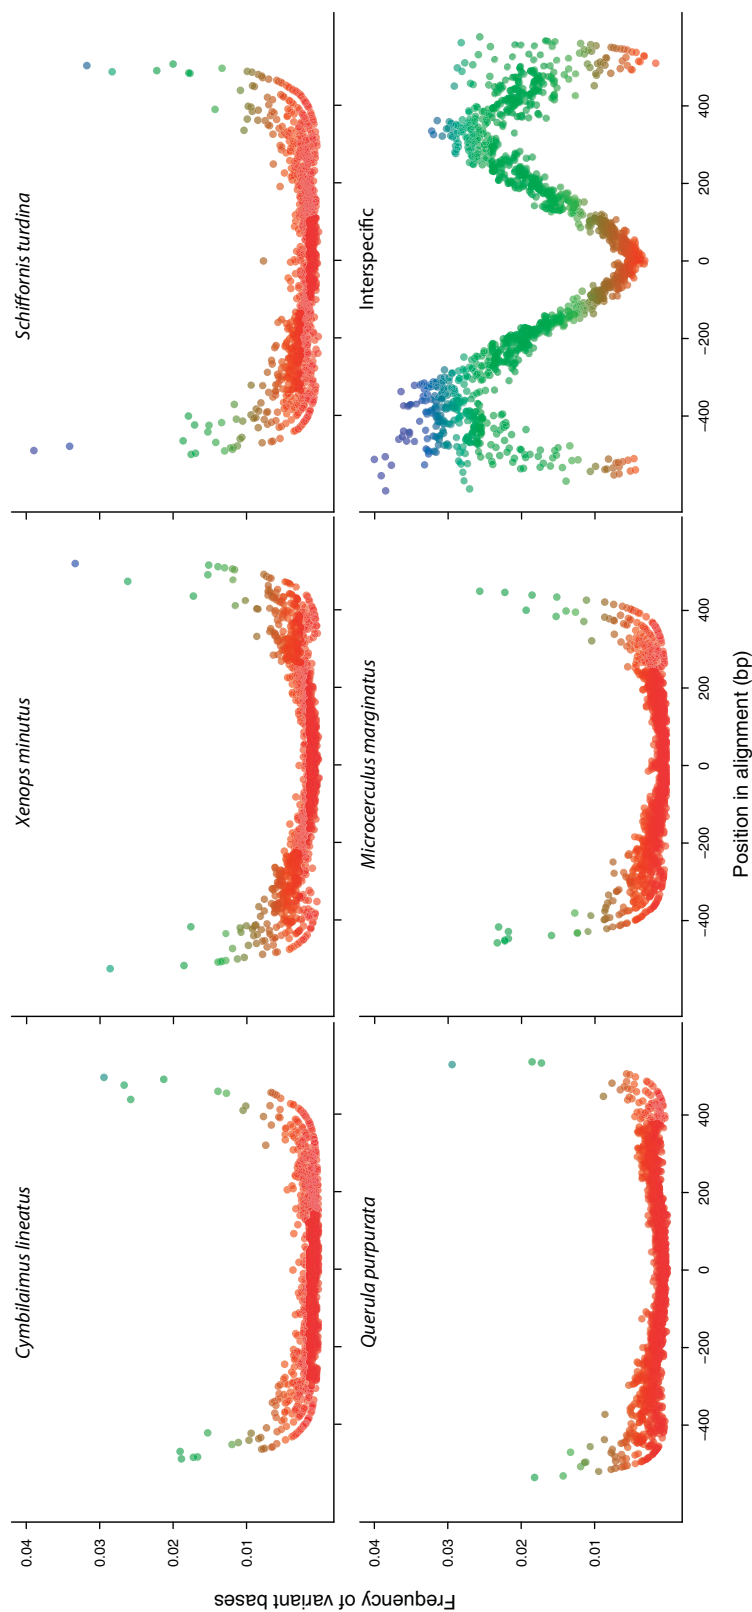 Cymbilaimus lineatus
Xenops minutus
Schiffornis turdina
0.04
0.03
0.02
0.01
Querula purpurata
Microcerculus marginatus
Interspecific
0.04
0.03
0.02
0.01
−400
−200
0
200
400
−400
−200
0
200
400
−400
−200
0
200
400
Frequency of variant bases
Position in alignment (bp)